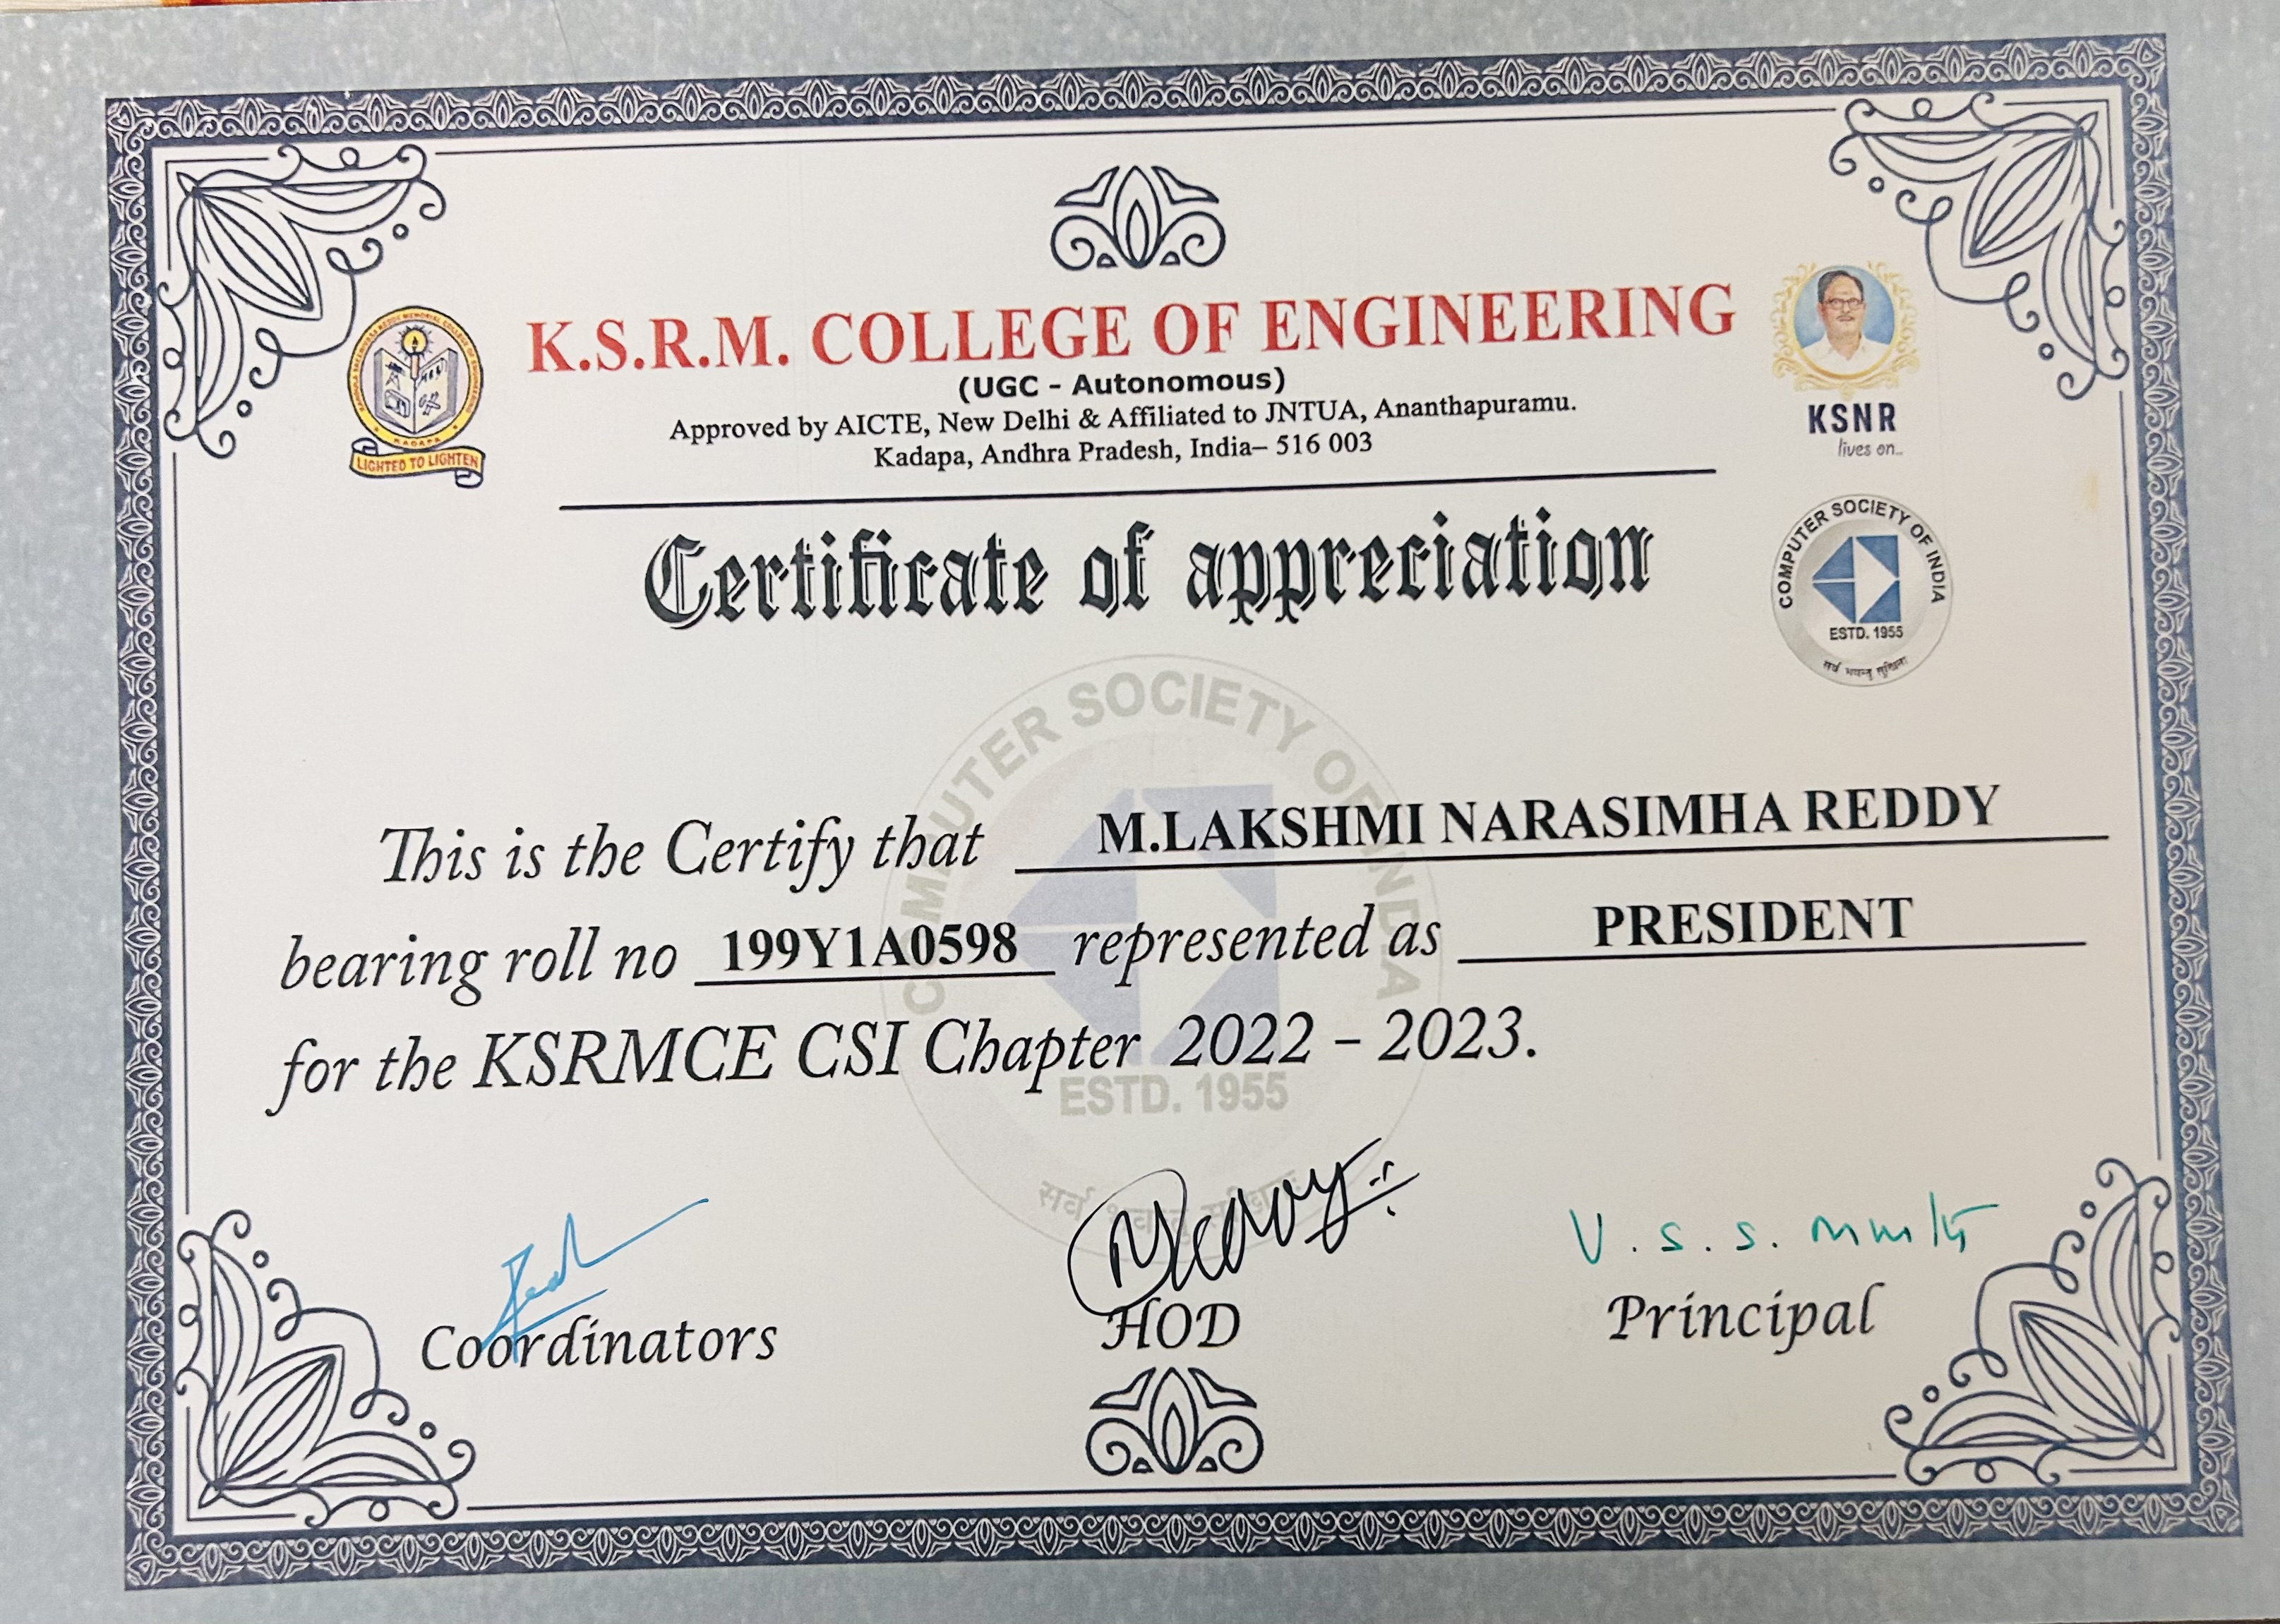 K.S.R.M. COLLEGE OF ENGINEERING
(UGC - Autonomous)
Approved by AICTE, New Delhi & Affiliated to JNTUA, Ananthapuramu.
Kadapa, Andhra Pradesh, India– 516 003
KADAPA
LIGHTED TO LIGHTEN
KSNR
lives on...
Certificate of appreciation
COMPUTER SOCIETY OF INDIA
ESTD. 1955
COMPUTER SOCIETY OF INDIA
ESTD. 1955
This is the Certify that M.LAKSHMI NARASIMHA REDDY
bearing roll no 199Y1A0598 represented as PRESIDENT
for the KSRMCE CSI Chapter 2022 - 2023.
V. S. S.
Coordinators
HOD
Principal